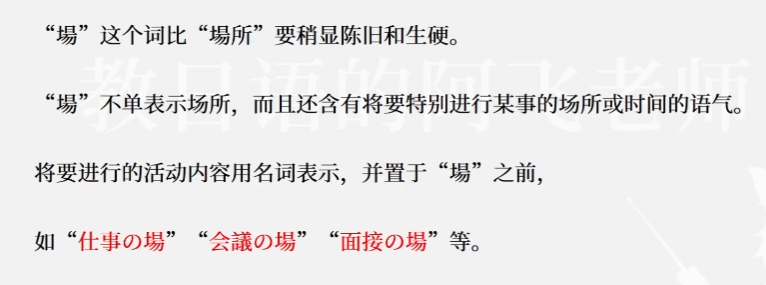 “場”这个词比“場所”要稍显陈旧和生硬。
“場”不单表示场所，而且还含有将要特别进行某事的场所或时间的语气。
将要进行的活动内容用名词表示，并置于“場”之前，
如“仕事の場”“会議の場”“面接の場”等。
教日语的阿飞老师